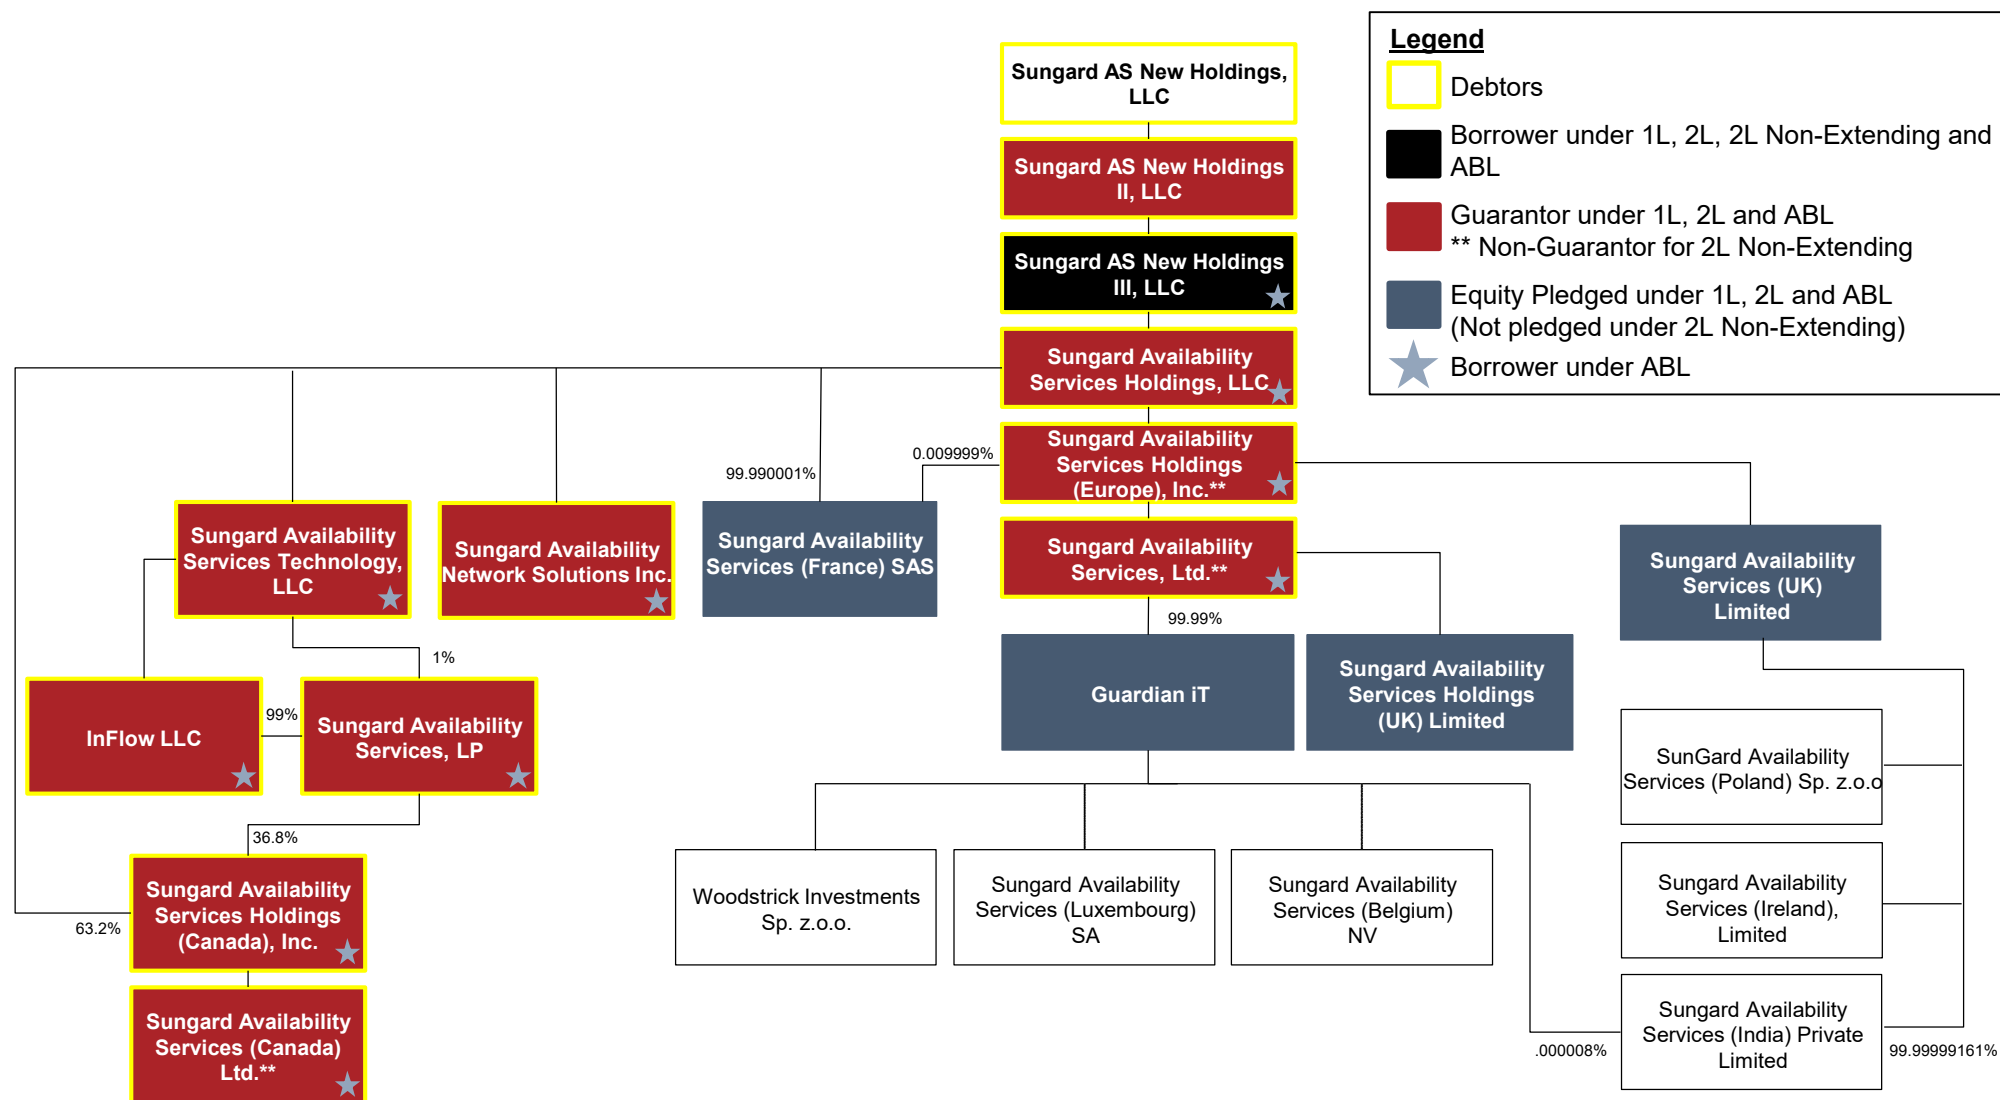 Legend
Debtors
Borrower under 1L, 2L, 2L Non-Extending and
ABL
Guarantor under 1L, 2L and ABL
** Non-Guarantor for 2L Non-Extending
Equity Pledged under 1L, 2L and ABL
(Not pledged under 2L Non-Extending)
Borrower under ABL
Sungard AS New Holdings,
LLC
Sungard AS New Holdings
II, LLC
Sungard AS New Holdings
III, LLC
Sungard Availability
Services Holdings, LLC
Sungard Availability
Services Holdings
(Europe), Inc.**
0.009999%
99.990001%
Sungard Availability
Services Technology,
LLC
Sungard Availability
Network Solutions Inc.
Sungard Availability
Services (France) SAS
Sungard Availability
Services, Ltd.**
Sungard Availability
Services (UK)
Limited
99.99%
1%
InFlow LLC
99%
Sungard Availability
Services, LP
Guardian iT
Sungard Availability
Services Holdings
(UK) Limited
SunGard Availability
Services (Poland) Sp. z.o.o
36.8%
Sungard Availability
Services Holdings
(Canada), Inc.
63.2%
Woodstrick Investments
Sp. z.o.o.
Sungard Availability
Services (Luxembourg)
SA
Sungard Availability
Services (Belgium)
NV
Sungard Availability
Services (Ireland),
Limited
Sungard Availability
Services (Canada)
Ltd.**
Sungard Availability
Services (India) Private
Limited
.000008%
99.99999161%